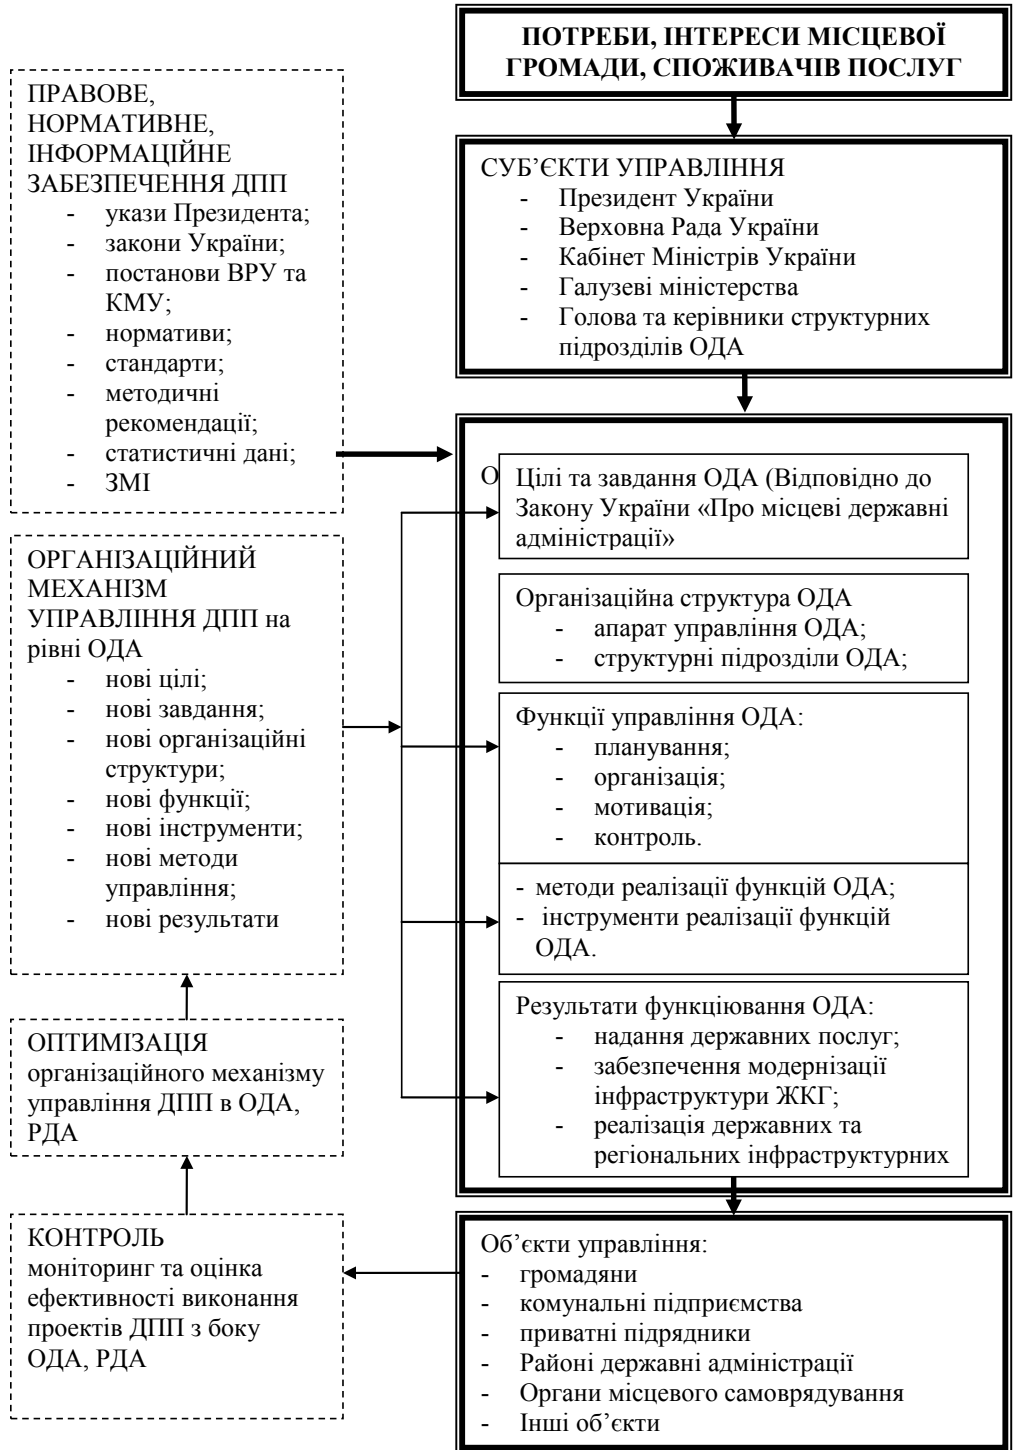 ПОТРЕБИ, ІНТЕРЕСИ МІСЦЕВОЇ
ГРОМАДИ, СПОЖИВАЧІВ ПОСЛУГ
ПРАВОВЕ,
НОРМАТИВНЕ,
ІНФОРМАЦІЙНЕ
ЗАБЕЗПЕЧЕННЯ ДПП
- укази Президента;
- закони України;
- постанови ВРУ та
КМУ;
- нормативи;
- стандарти;
- методичні
рекомендації;
- статистичні дані;
- ЗМІ
СУБ’ЄКТИ УПРАВЛІННЯ
- Президент України
- Верховна Рада України
- Кабінет Міністрів України
- Галузеві міністерства
- Голова та керівники структурних
підрозділів ОДА
О
Цілі та завдання ОДА (Відповідно до
Закону України «Про місцеві державні
адміністрації»
Організаційна структура ОДА
- апарат управління ОДА;
- структурні підрозділи ОДА;
Функції управління ОДА:
- планування;
- організація;
- мотивація;
- контроль.
- методи реалізації функцій ОДА;
- інструменти реалізації функцій
ОДА.
Результати функціювання ОДА:
- надання державних послуг;
- забезпечення модернізації
інфраструктури ЖКГ;
- реалізація державних та
регіональних інфраструктурних
ОРГАНІЗАЦІЙНИЙ
МЕХАНІЗМ
УПРАВЛІННЯ ДПП на
рівні ОДА
- нові цілі;
- нові завдання;
- нові організаційні
структури;
- нові функції;
- нові інструменти;
- нові методи
управління;
- нові результати
ОПТИМІЗАЦІЯ
організаційного механізму
управління ДПП в ОДА,
РДА
КОНТРОЛЬ
моніторинг та оцінка
ефективності виконання
проектів ДПП з боку
ОДА, РДА
Об’єкти управління:
- громадяни
- комунальні підприємства
- приватні підрядники
- Районі державні адміністрації
- Органи місцевого самоврядування
- Інші об’єкти